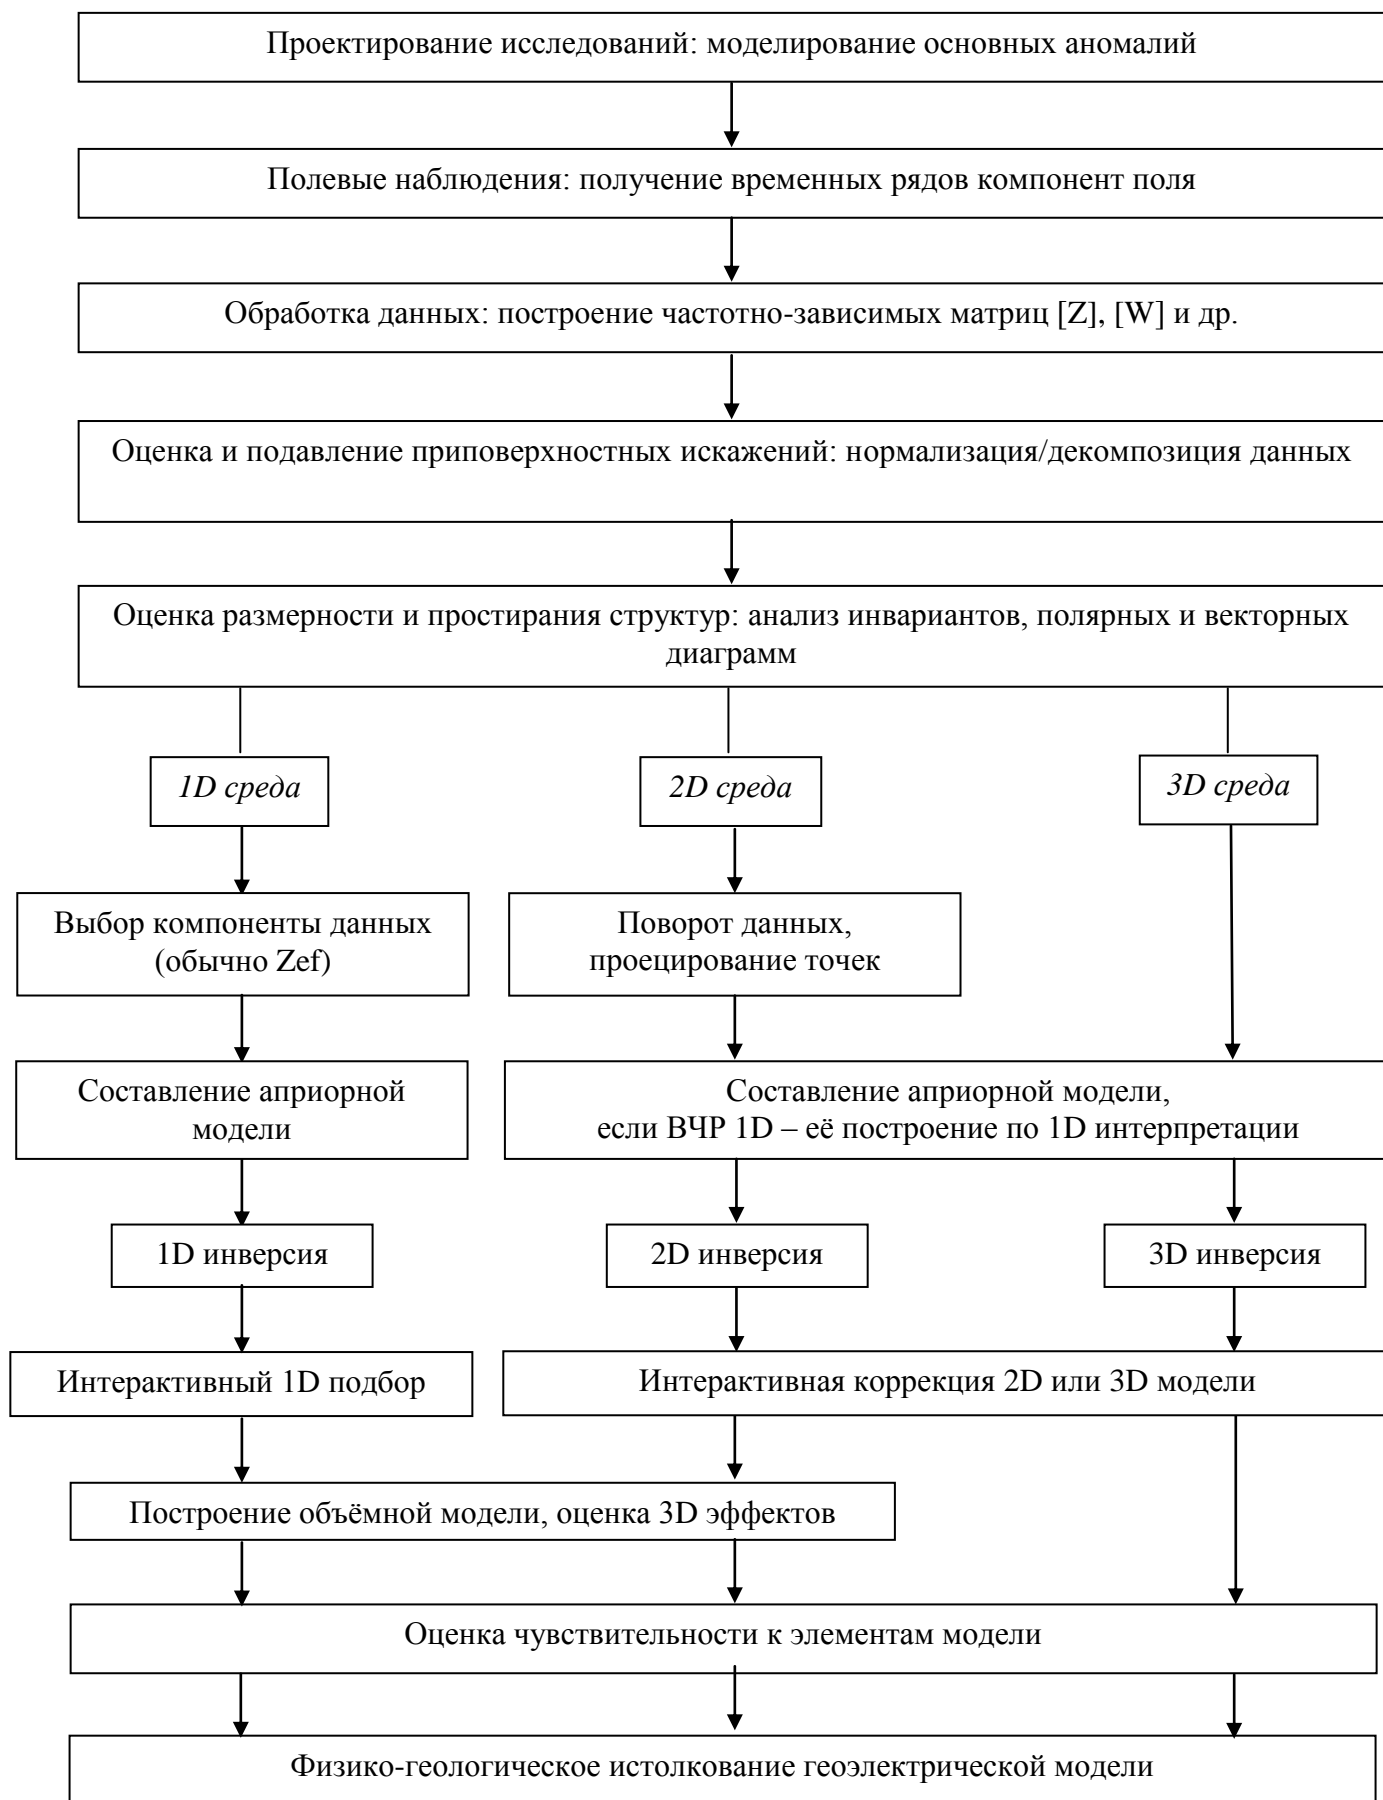 Проектирование исследований: моделирование основных аномалий
Полевые наблюдения: получение временных рядов компонент поля
Обработка данных: построение частотно-зависимых матриц [Z], [W] и др.
Оценка и подавление приповерхностных искажений: нормализация/декомпозиция данных
Оценка размерности и простирания структур: анализ инвариантов, полярных и векторных
диаграмм
1D среда
2D среда
3D среда
Выбор компоненты данных
(обычно Zef)
Поворот данных,
проецирование точек
Составление априорной
модели
Составление априорной модели,
если ВЧР 1D – её построение по 1D интерпретации
1D инверсия
2D инверсия
3D инверсия
Интерактивный 1D подбор
Интерактивная коррекция 2D или 3D модели
Построение объёмной модели, оценка 3D эффектов
Оценка чувствительности к элементам модели
Физико-геологическое истолкование геоэлектрической модели